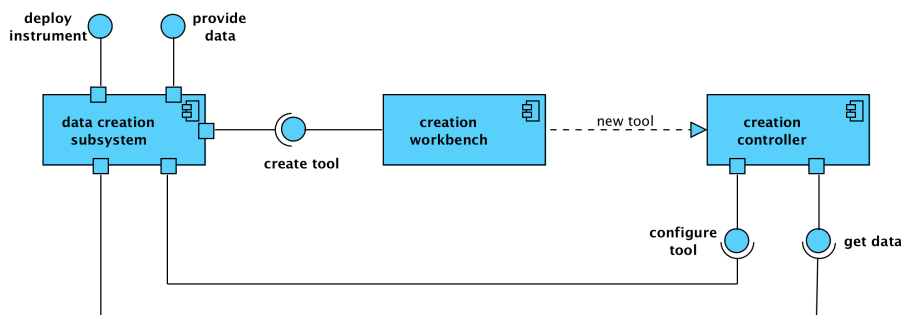 deploy
instrument
provide
data
data creation
subsystem
create tool
creation
workbench
new tool
creation
controller
configure
tool
get data